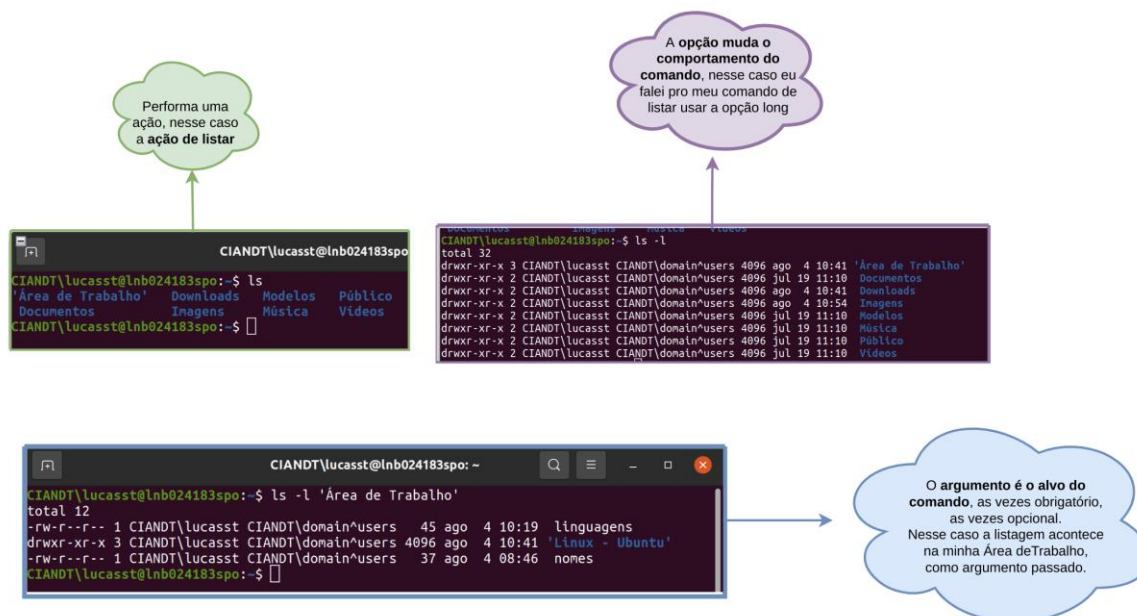 A opção muda o
comportamento do
comando, nesse caso eu
falei pro meu comando de
listar usar a opção long
Performa uma
ação, nesse caso
a ação de listar
CIANDT\lucasst@lnb024183spo
CIANDT\lucasst@lnb024183spo:~$ ls
'Área de Trabalho' Downloads Modelos Público
Documentos Imagens Música Vídeos
CIANDT\lucasst@lnb024183spo:~$
Documentos Imagens Música Vídeos
CIANDT\lucasst@lnb024183spo:~$ ls -l
total 32
drwxr-xr-x 3 CIANDT\lucasst CIANDT\domain^users 4096 ago 4 10:41 'Área de Trabalho'
drwxr-xr-x 2 CIANDT\lucasst CIANDT\domain^users 4096 jul 19 11:10 Documentos
drwxr-xr-x 2 CIANDT\lucasst CIANDT\domain^users 4096 ago 4 10:41 Downloads
drwxr-xr-x 2 CIANDT\lucasst CIANDT\domain^users 4096 ago 4 10:54 Imagens
drwxr-xr-x 2 CIANDT\lucasst CIANDT\domain^users 4096 jul 19 11:10 Modelos
drwxr-xr-x 2 CIANDT\lucasst CIANDT\domain^users 4096 jul 19 11:10 Música
drwxr-xr-x 2 CIANDT\lucasst CIANDT\domain^users 4096 jul 19 11:10 Público
drwxr-xr-x 2 CIANDT\lucasst CIANDT\domain^users 4096 jul 19 11:10 Vídeos
CIANDT\lucasst@lnb024183spo: ~
CIANDT\lucasst@lnb024183spo:~$ ls -l 'Área de Trabalho'
total 12
-rw-r--r-- 1 CIANDT\lucasst CIANDT\domain^users 45 ago 4 10:19 linguagens
drwxr-xr-x 3 CIANDT\lucasst CIANDT\domain^users 4096 ago 4 10:41 'Linux - Ubuntu'
-rw-r--r-- 1 CIANDT\lucasst CIANDT\domain^users 37 ago 4 08:46 nomes
CIANDT\lucasst@lnb024183spo:~$
O argumento é o alvo do
comando, as vezes obrigatório,
as vezes opcional.
Nesse caso a listagem acontece
na minha Área deTrabalho,
como argumento passado.